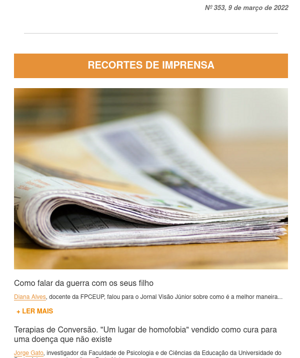 Nº 353, 9 de março de 2022
RECORTES DE IMPRENSA
Como falar da guerra com os seus filho
Diana Alves, docente da FPCEUP, falou para o Jornal Visão Júnior sobre como é a melhor maneira...
+ LER MAIS
Terapias de Conversão. "Um lugar de homofobia" vendido como cura para
uma doença que não existe
Jorge Gato, investigador da Faculdade de Psicologia e de Ciências da Educação da Universidade do